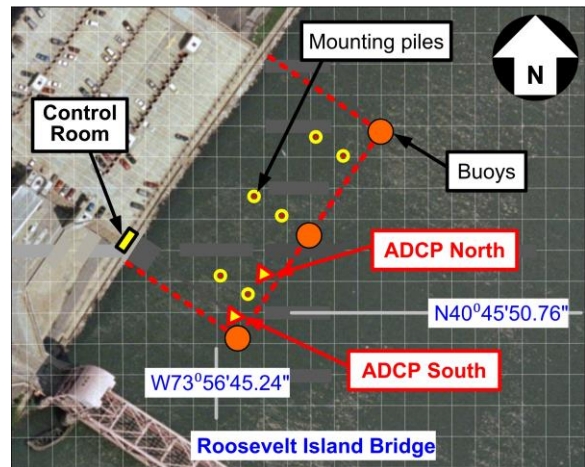 Mounting piles
N
Control
Room
Buoys
ADCP North
N40⁰45'50.76"
W73⁰56'45.24"
ADCP South
Roosevelt Island Bridge